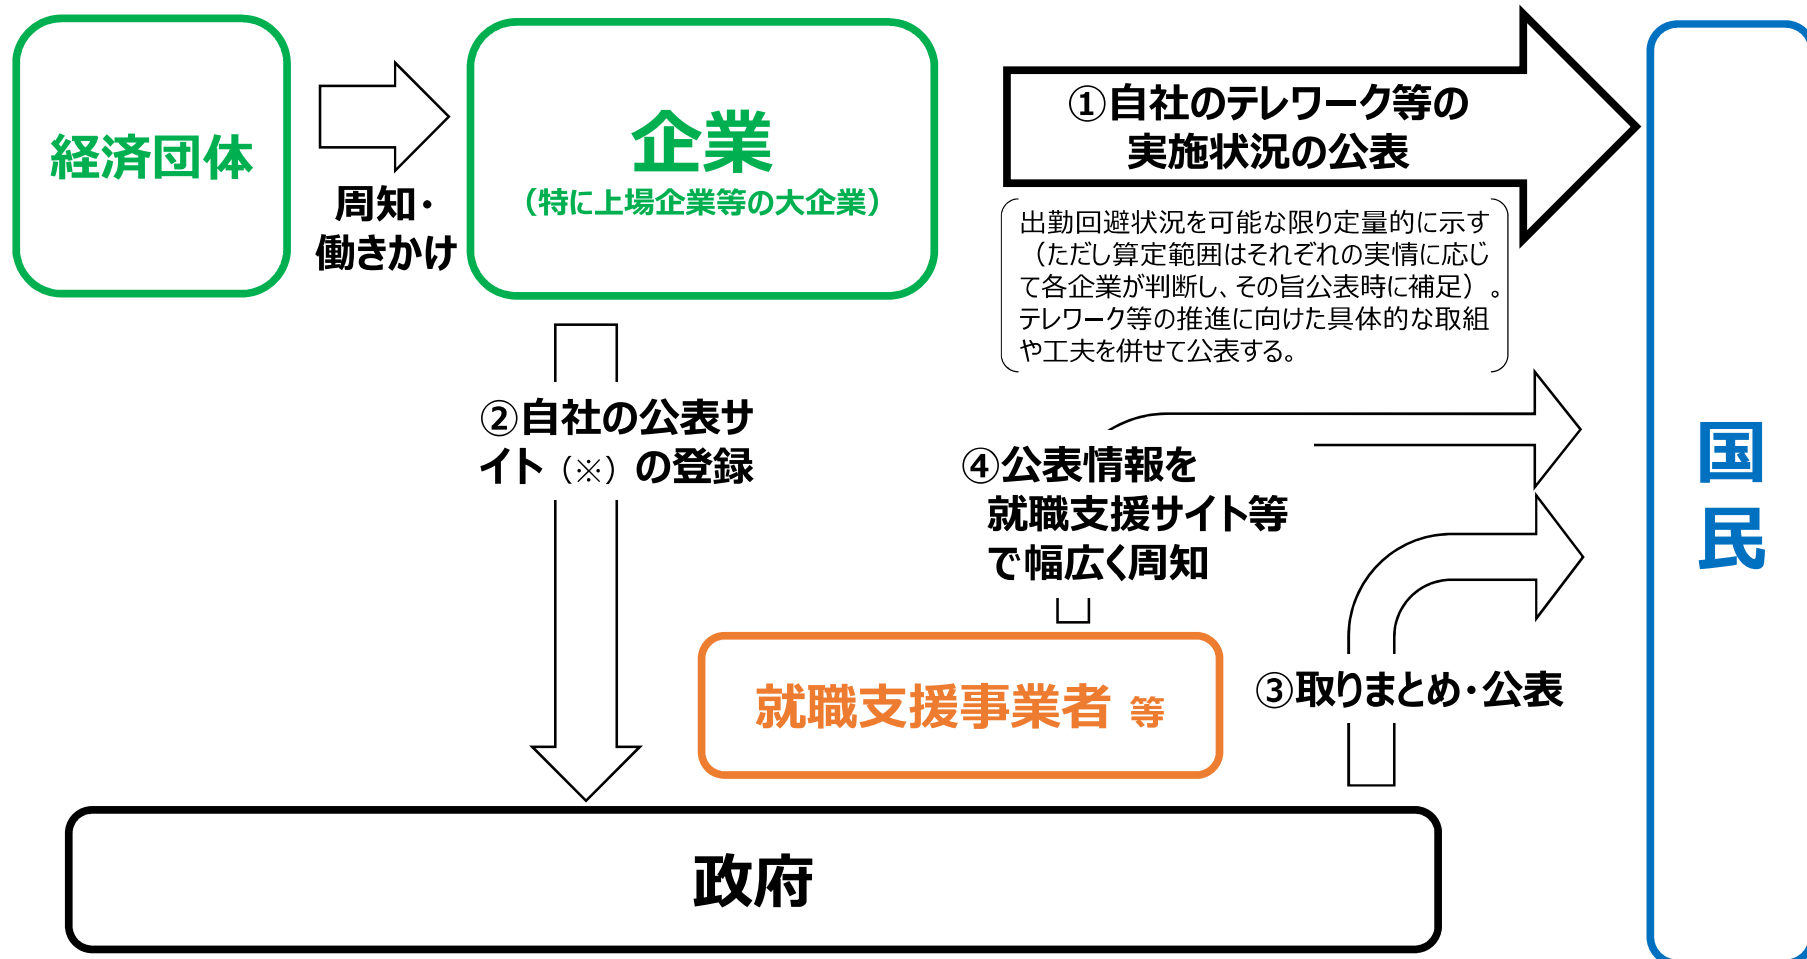 経済団体
周知・
働きかけ
企業
（特に上場企業等の大企業）
①自社のテレワーク等の
実施状況の公表
出勤回避状況を可能な限り定量的に示す
（ただし算定範囲はそれぞれの実情に応じ
て各企業が判断し、その旨公表時に補足）。
テレワーク等の推進に向けた具体的な取組
や工夫を併せて公表する。
②自社の公表サ
イト（※）の登録
④公表情報を
就職支援サイト等
で幅広く周知
就職支援事業者 等
③取りまとめ・公表
政府
国
民